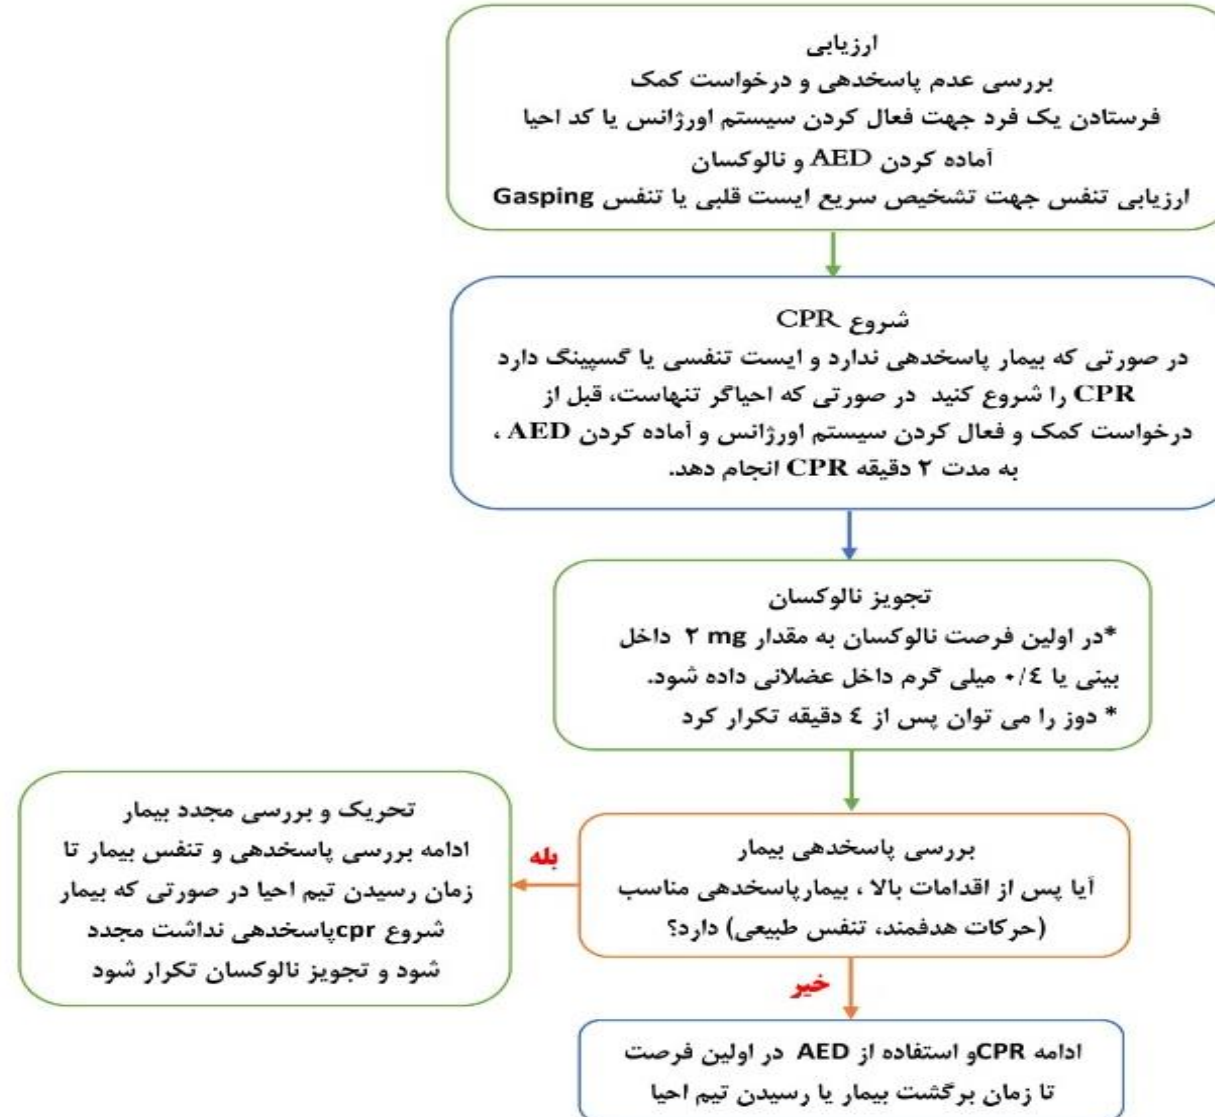 ارزیابی
بررسی عدم پاسخدهی و درخواست کمک
فرستادن یک فرد جهت فعال کردن سیستم اورژانس یا کد احیا
آماده کردن AED و نالوکسان
ارزیابی تنفس جهت تشخیص سریع ایست قلبی یا تنفس Gasping
شروع CPR
در صورتی که بیمار پاسخدهی ندارد و ایست تنفسی یا گسپینگ دارد
CPR را شروع کنید در صورتی که احیاگر تنهاست، قبل از
درخواست کمک و فعال کردن سیستم اورژانس و آماده کردن AED ،
به مدت ۲ دقیقه CPR انجام دهد.
تجویز نالوکسان
*در اولین فرصت نالوکسان به مقدار ۲ mg داخل
بینی یا ۰/٤ میلی گرم داخل عضلانی داده شود.
* دوز را می توان پس از ٤ دقیقه تکرار کرد
بررسی پاسخدهی بیمار
آیا پس از اقدامات بالا ، بیمارپاسخدهی مناسب
(حرکات هدفمند، تنفس طبیعی) دارد؟
بله
تحریک و بررسی مجدد بیمار
ادامه بررسی پاسخدهی و تنفس بیمار تا
زمان رسیدن تیم احیا در صورتی که بیمار
شروع cprپاسخدهی نداشت مجدد
شود و تجویز نالوکسان تکرار شود
خیر
ادامه CPRو استفاده از AED در اولین فرصت
تا زمان برگشت بیمار یا رسیدن تیم احیا